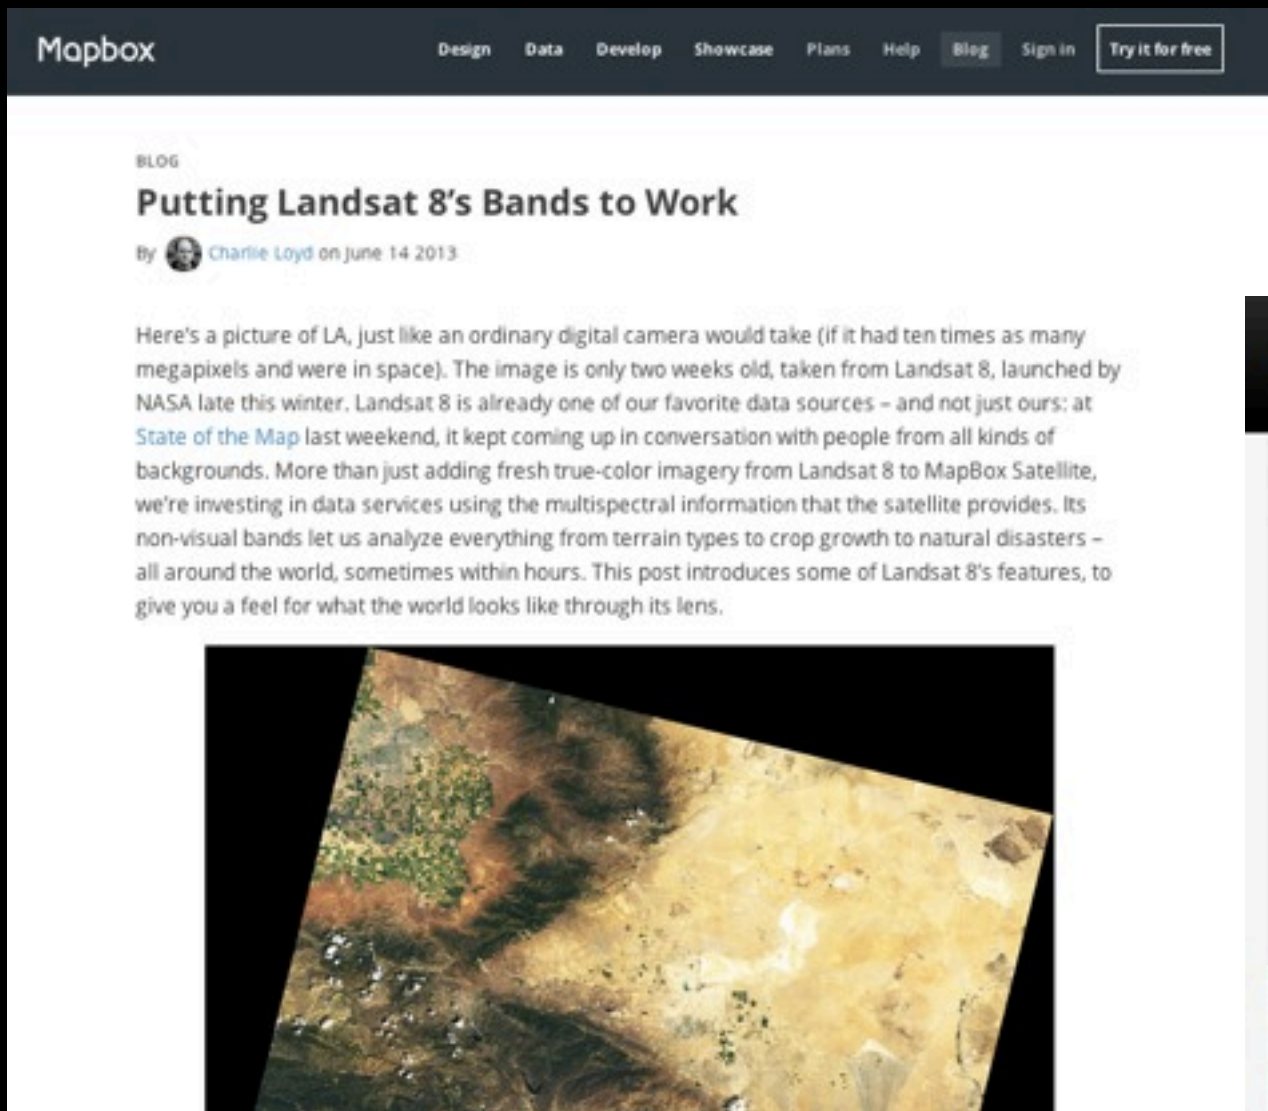 Mapbox
Design Data Develop Showcase Plans Help Blog Sign in Try it for free
BLOG
Putting Landsat 8’s Bands to Work
By Charlie Loyd on June 14 2013
Here's a picture of LA, just like an ordinary digital camera would take (if it had ten times as many
megapixels and were in space). The image is only two weeks old, taken from Landsat 8, launched by
NASA late this winter. Landsat 8 is already one of our favorite data sources – and not just ours: at
State of the Map last weekend, it kept coming up in conversation with people from all kinds of
backgrounds. More than just adding fresh true-color imagery from Landsat 8 to MapBox Satellite,
we're investing in data services using the multispectral information that the satellite provides. Its
non-visual bands let us analyze everything from terrain types to crop growth to natural disasters –
all around the world, sometimes within hours. This post introduces some of Landsat 8's features, to
give you a feel for what the world looks like through its lens.